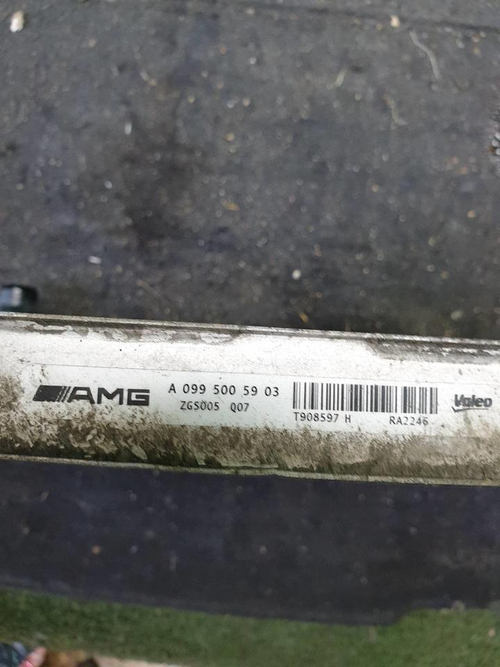 AMG A 099 500 59 03
ZGS005 Q07
T908597 H RA2246
Valeo